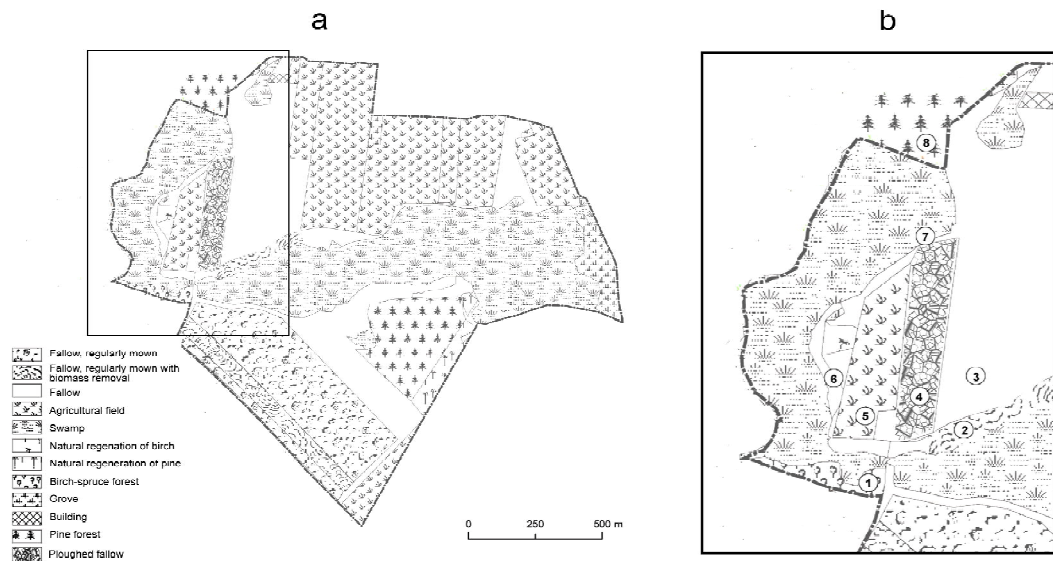 a
b
8
7
6
3
4
5
2
1
Fallow, regularly mown
Fallow, regularly mown with
biomass removal
Fallow
Agricultural field
Swamp
Natural regenation of birch
Natural regeneration of pine
Birch-spruce forest
Grove
Building
Pine forest
Ploughed fallow
0 250 500 m